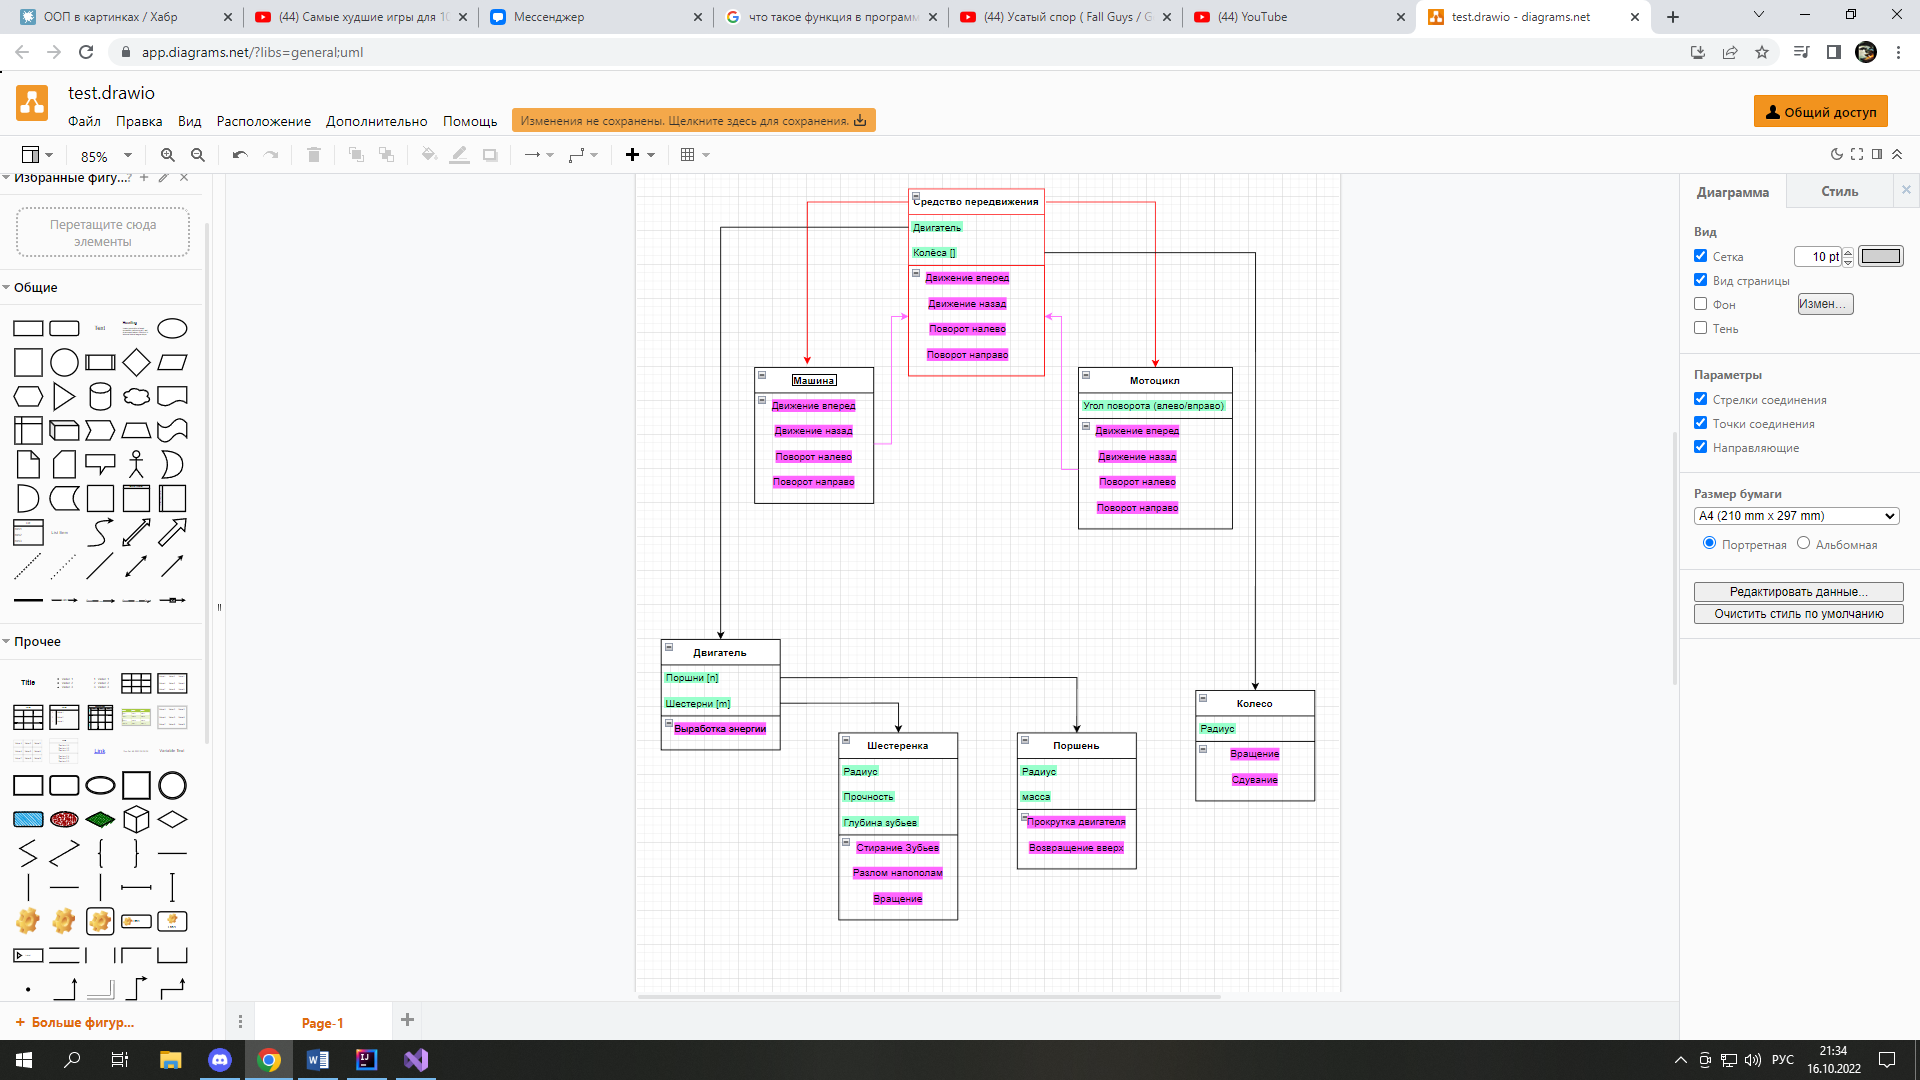 ООП в картинках / Хабр
(44) Самые худшие игры для 10
Мессенджер
что такое функция в программ
(44) Усатый спор ( Fall Guys / G
(44) YouTube
test.drawio - diagrams.net
app.diagrams.net/?libs=general;uml
test.drawio
Файл Правка Вид Расположение Дополнительно Помощь
Изменения не сохранены. Щелкните здесь для сохранения.
Общий доступ
85%
Избранные фигу...?
Перетащите сюда
элементы
Общие
Text
Heading
Прочее
Title
Link
Variable Text
Больше фигур...
Средство передвижения
Двигатель
Колёса []
Движение вперед
Движение назад
Поворот налево
Поворот направо
Машина
Движение вперед
Движение назад
Поворот налево
Поворот направо
Мотоцикл
Угол поворота (влево/вправо)
Движение вперед
Движение назад
Поворот налево
Поворот направо
Двигатель
Поршни [n]
Шестерни [m]
Выработка энергии
Шестеренка
Радиус
Прочность
Глубина зубьев
Стирание Зубьев
Разлом напополам
Вращение
Поршень
Радиус
масса
Прокрутка двигателя
Возвращение вверх
Колесо
Радиус
Вращение
Сдувание
Page-1
Диаграмма
Стиль
Вид
Сетка
10 pt
Вид страницы
Фон
Измен...
Тень
Параметры
Стрелки соединения
Точки соединения
Направляющие
Размер бумаги
A4 (210 mm x 297 mm)
Портретная
Альбомная
Редактировать данные...
Очистить стиль по умолчанию
РУС
21:34
16.10.2022